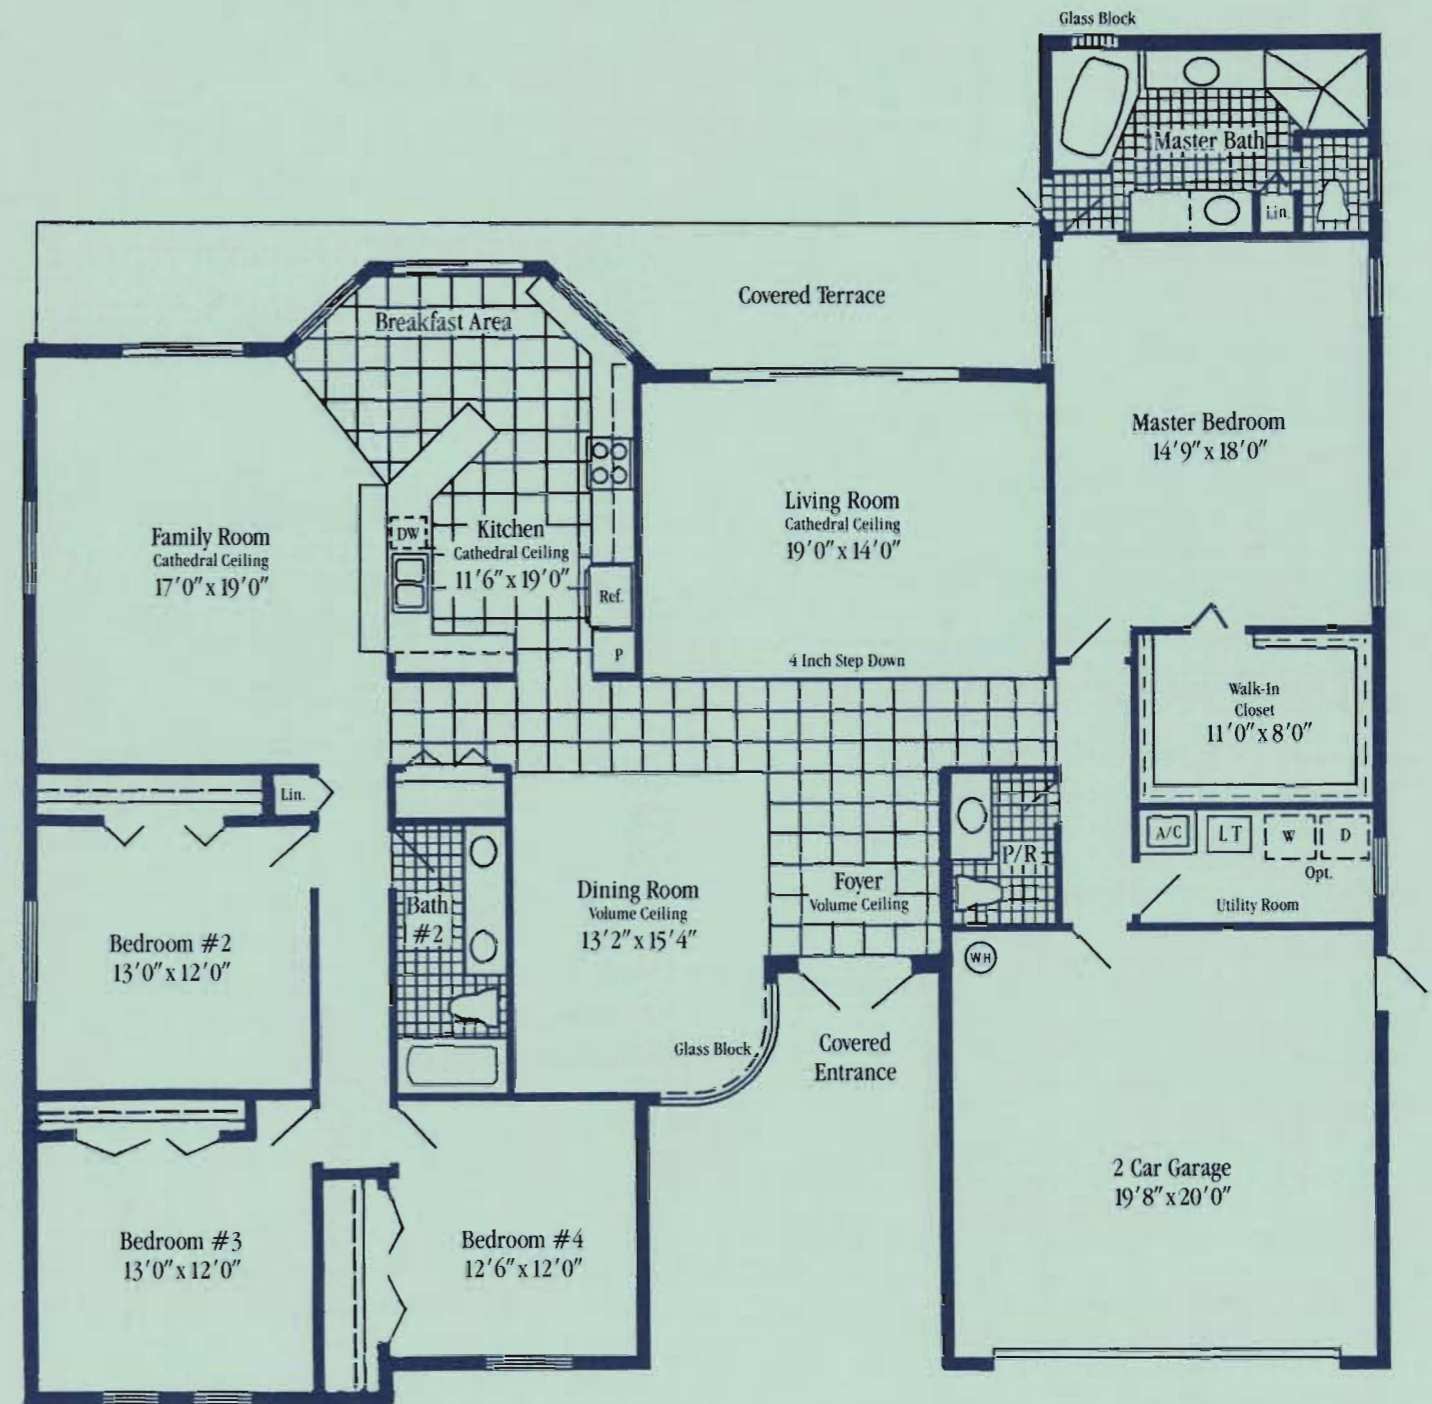 Glass Block
Master Bath
Lin.
Covered Terrace
Breakfast Area
Master Bedroom
14'9" x 18'0"
Living Room
Cathedral Ceiling
19'0" x 14'0"
Family Room
Cathedral Ceiling
17'0" x 19'0"
DW
Kitchen
Cathedral Ceiling
11'6" x 19'0"
Ref.
P
4 Inch Step Down
Walk-In
Closet
11'0" x 8'0"
Lin.
A/C
LT
W
D
Opt.
Utility Room
P/R
Foyer
Volume Ceiling
Dining Room
Volume Ceiling
13'2" x 15'4"
Bath
#2
Bedroom #2
13'0" x 12'0"
WH
Glass Block
Covered
Entrance
2 Car Garage
19'8" x 20'0"
Bedroom #3
13'0" x 12'0"
Bedroom #4
12'6" x 12'0"